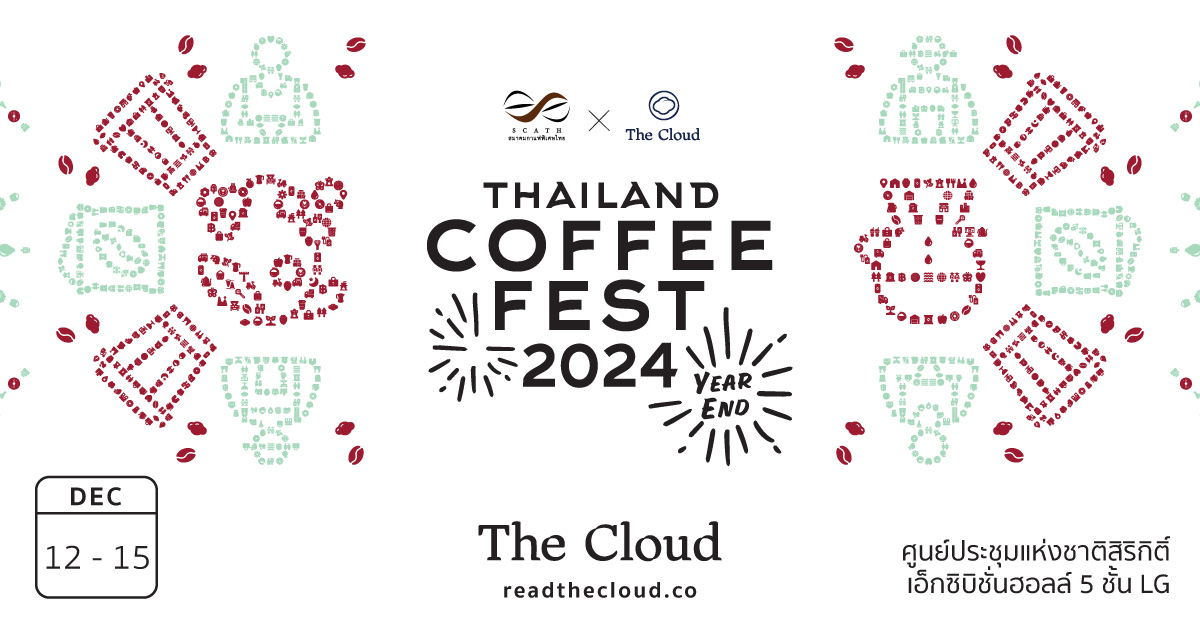 SCATH
สมาคมกาแฟพิเศษไทย
The Cloud
THAILAND
COFFEE
FEST
2024
YEAR
END
DEC
12 - 15
The Cloud
readthecloud.co
ศูนย์ประชุมแห่งชาติสิริกิติ์
เอ็กซิบิชั่นฮอลล์ 5 ชั้น LG